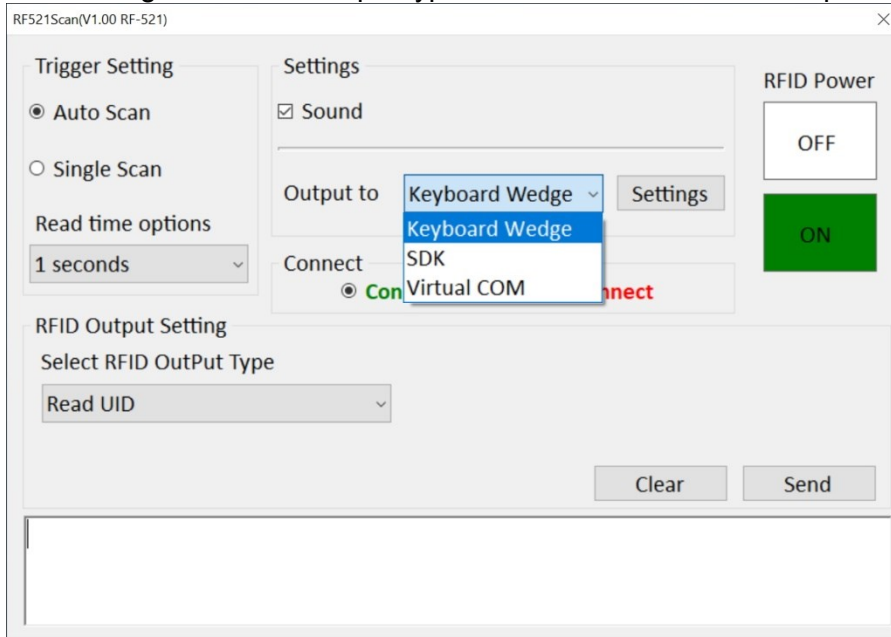 RF521Scan(V1.00 RF-521)
Trigger Setting
Auto Scan
Single Scan
Read time options
1 seconds
Settings
Sound
Output to
Keyboard Wedge
Settings
Keyboard Wedge
SDK
Virtual COM
Connect
RFID Power
OFF
ON
RFID Output Setting
Select RFID OutPut Type
Read UID
Clear
Send